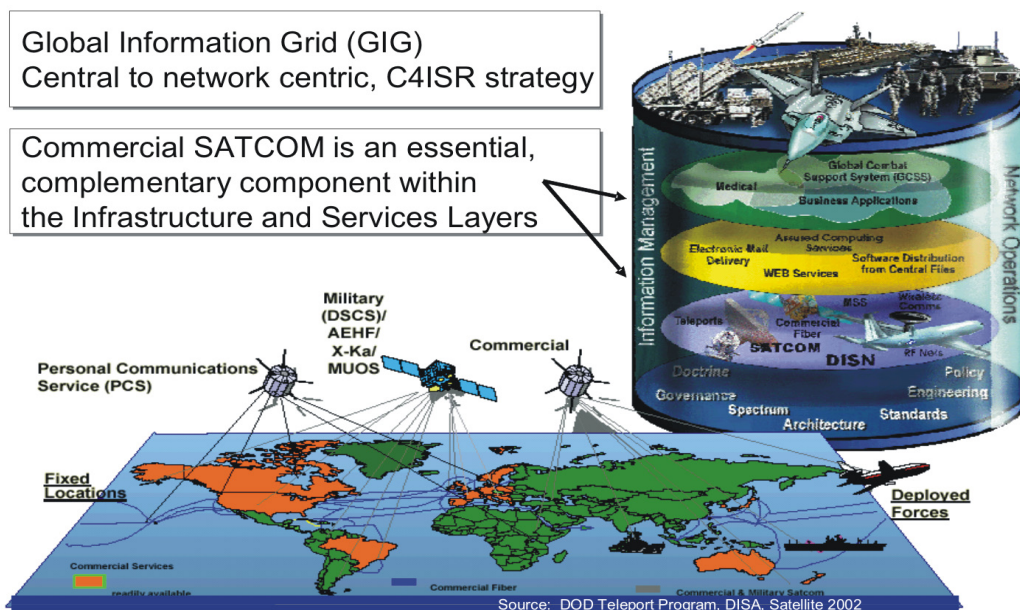 Global Information Grid (GIG)
Central to network centric, C4ISR strategy
Commercial SATCOM is an essential,
complementary component within
the Infrastructure and Services Layers
Information Management
Network Operations
Global Combat
Support System (GCSS)
Medical
Business Applications
Assured Computing
Services
Electronic Mail
Delivery
WEB Services
Software Distribution
from Central Files
MSS
Wireless
Comms
Teleports
Commercial
Fiber
SATCOM
DISN
RF Nets
Doctrine
Policy
Governance
Engineering
Spectrum
Standards
Architecture
Military
(DSCS)/
AEHF/
X-Ka/
MUOS
Commercial
Personal Communications
Service (PCS)
Fixed
Locations
Deployed
Forces
Commercial Services
readily available
Commercial Fiber
Commercial & Military Satcom
Source: DOD Teleport Program, DISA, Satellite 2002